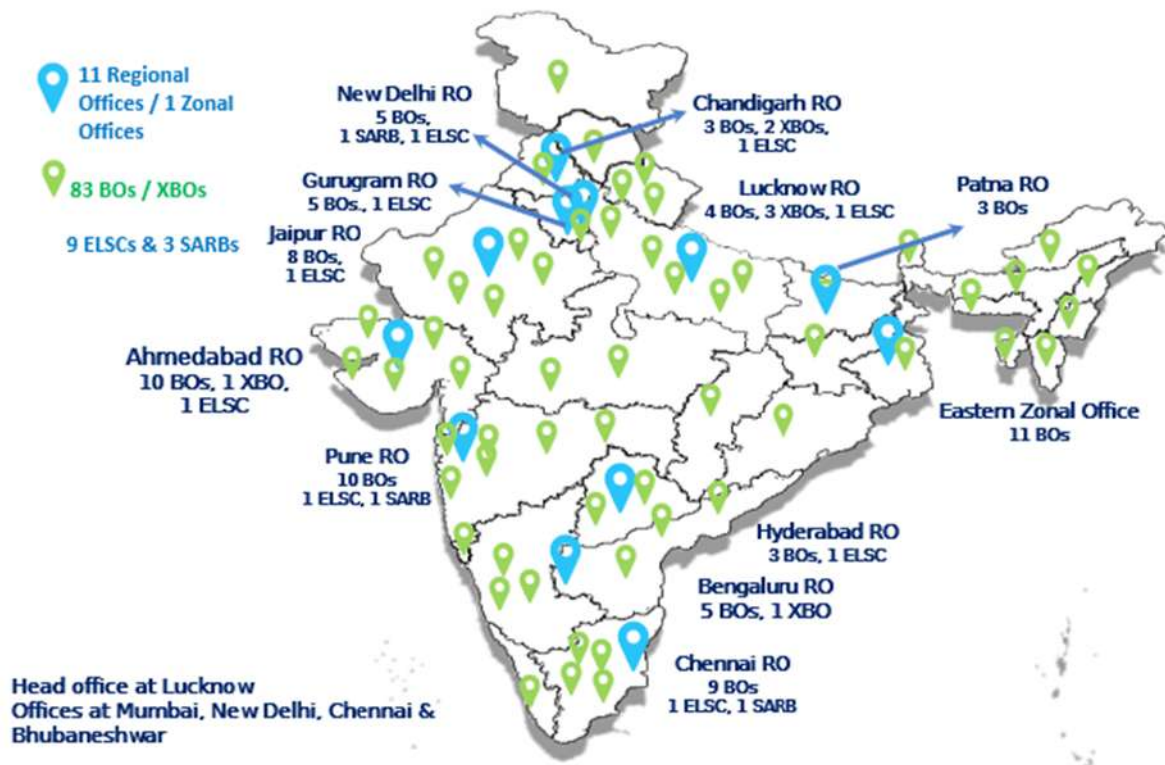 11 Regional
Offices / 1 Zonal
Offices
83 BOs / XBOs
9 ELSCs & 3 SARBs
New Delhi RO
5 BOs,
1 SARB, 1 ELSC
Chandigarh RO
3 BOs, 2 XBOs,
1 ELSC
Gurugram RO
5 BOs., 1 ELSC
Lucknow RO
4 BOs, 3 XBOs, 1 ELSC
Patna RO
3 BOs
Jaipur RO
8 BOs,
1 ELSC
Ahmedabad RO
10 BOs, 1 XBO,
1 ELSC
Eastern Zonal Office
11 BOs
Pune RO
10 BOs
1 ELSC, 1 SARB
Hyderabad RO
3 BOs, 1 ELSC
Bengaluru RO
5 BOs, 1 XBO
Chennai RO
9 BOs
1 ELSC, 1 SARB
Head office at Lucknow
Offices at Mumbai, New Delhi, Chennai &
Bhubaneshwar